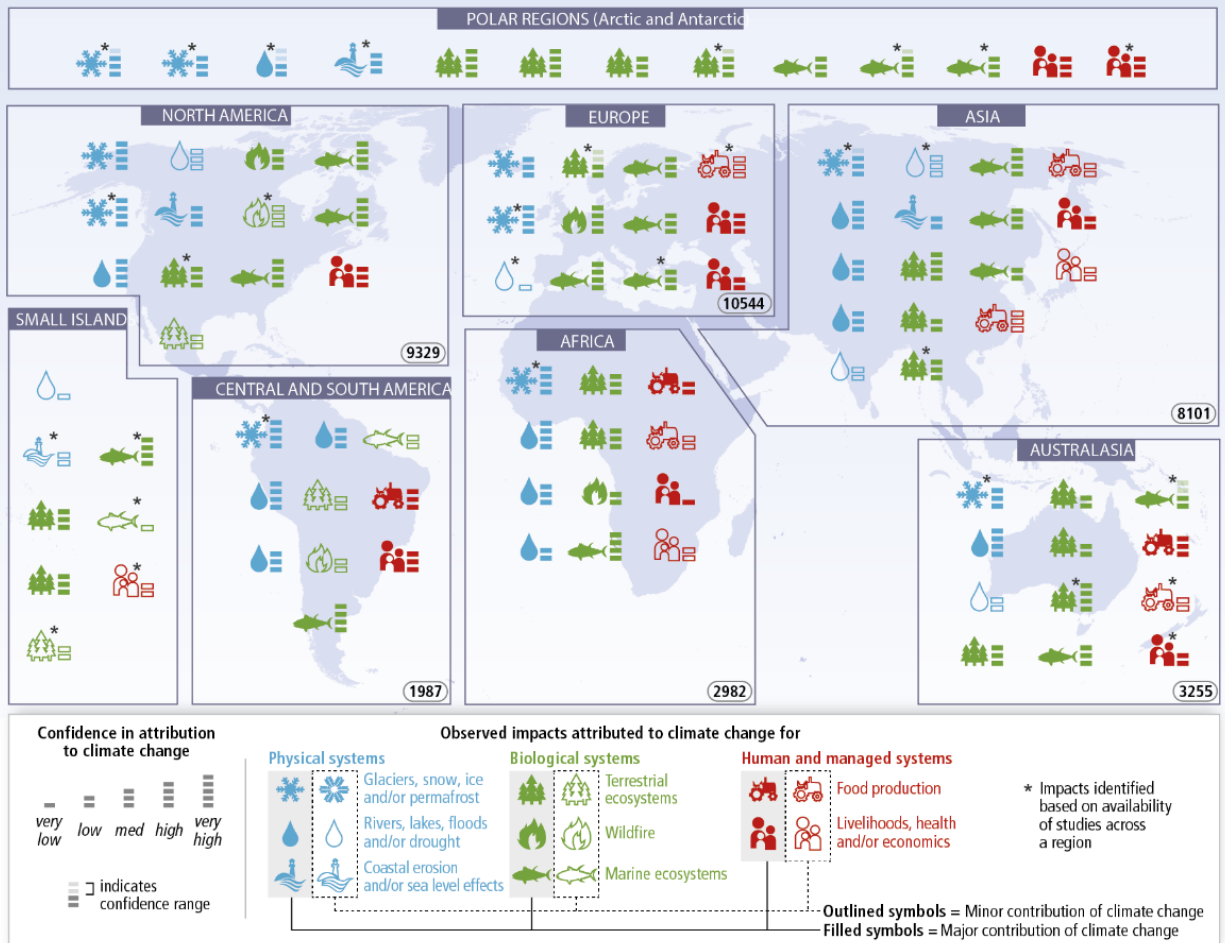 POLAR REGIONS (Arctic and Antarctic
*
*
*
*
*
*
*
*
NORTH AMERICA
*
*
*
9329
EUROPE
*
*
*
*
*
10544
ASIA
*
*
*
8101
SMALL ISLAND
*
*
*
*
*
CENTRAL AND SOUTH AMERICA
*
1987
AFRICA
*
2982
AUSTRALASIA
*
*
*
*
*
3255
Confidence in attribution
to climate change
very
low
low
med
high
very
high
indicates
confidence range
Observed impacts attributed to climate change for
Physical systems
Glaciers, snow, ice
and/or permafrost
Rivers, lakes, floods
and/or drought
Coastal erosion
and/or sea level effects
Biological systems
Terrestrial
ecosystems
Wildfire
Marine ecosystems
Human and managed systems
Food production
Livelihoods, health
and/or economics
* Impacts identified
based on availability
of studies across
a region
Outlined symbols = Minor contribution of climate change
Filled symbols = Major contribution of climate change